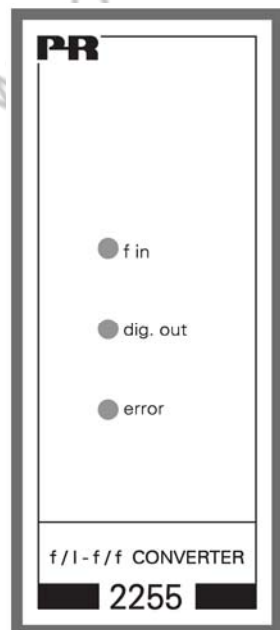 PR
f in
dig. out
error
f / I - f / f CONVERTER
2255